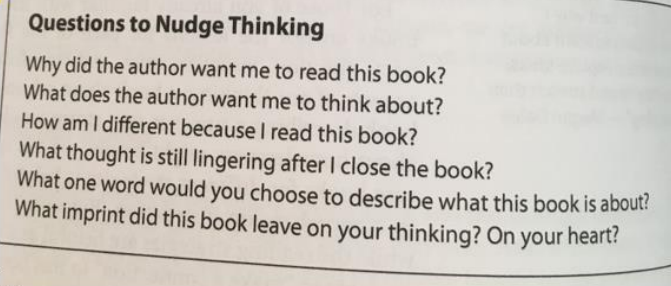 Questions to Nudge Thinking
Why did the author want me to read this book?
What does the author want me to think about?
How am I different because I read this book?
What thought is still lingering after I close the book?
What one word would you choose to describe what this book is about?
What imprint did this book leave on your thinking? On your heart?